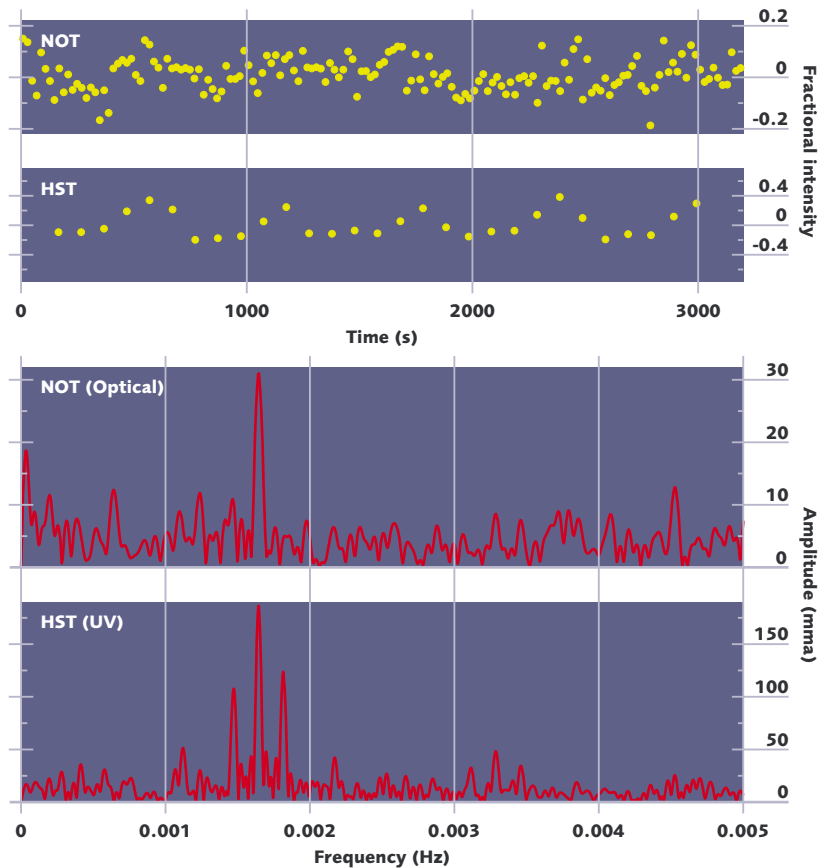 NOT
0.2
0
-0.2
Fractional intensity
HST
0.4
0
-0.4
0 1000 2000 3000
Time (s)
NOT (Optical)
30
20
10
0
Amplitude (mma)
HST (UV)
150
100
50
0
0 0.001 0.002 0.003 0.004 0.005
Frequency (Hz)